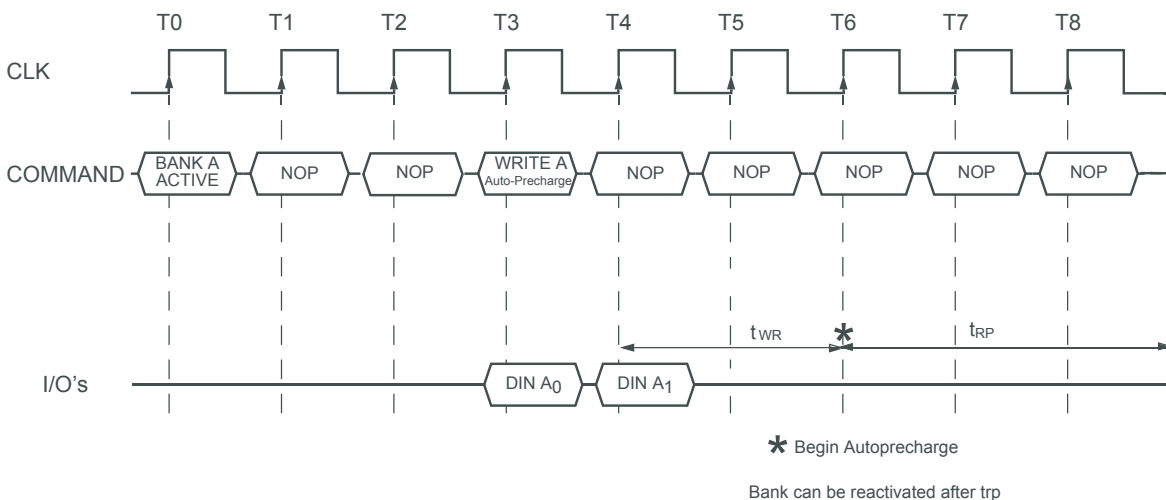 T0 T1 T2 T3 T4 T5 T6 T7 T8
CLK
COMMAND
BANK A
ACTIVE
NOP
NOP
WRITE A
Auto-Precharge
NOP
NOP
NOP
NOP
NOP
tWR
*
tRP
I/O's
DIN A0
DIN A1
* Begin Autoprecharge
Bank can be reactivated after trp